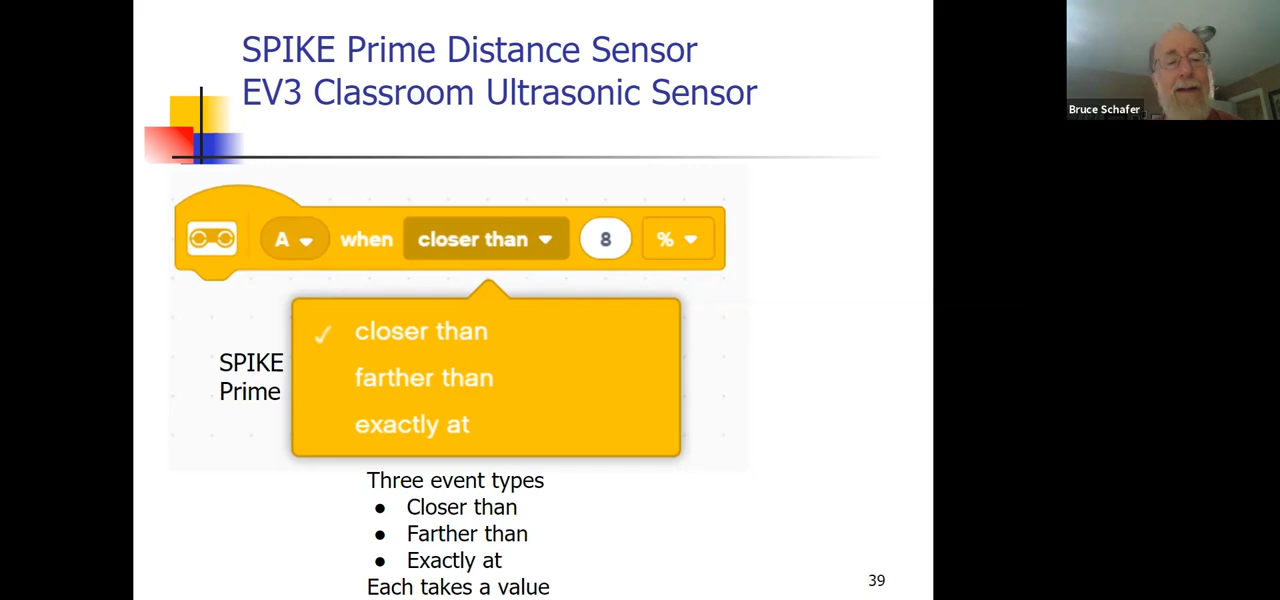 SPIKE Prime Distance Sensor
EV3 Classroom Ultrasonic Sensor
Bruce Schafer
A when closer than 8 %
closer than
farther than
exactly at
SPIKE
Prime
Three event types
● Closer than
● Farther than
● Exactly at
Each takes a value
39